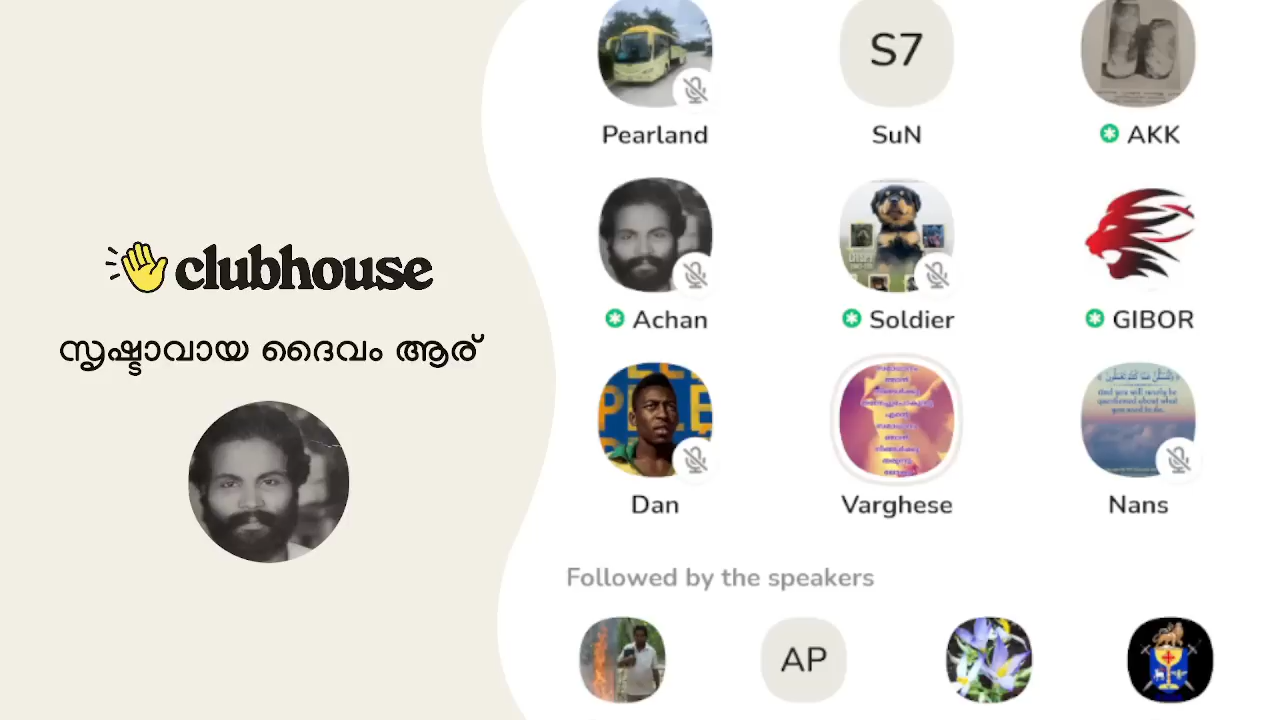 clubhouse
സൃഷ്ടാവായ ദൈവം ആര്
S7
Pearland
SuN
AKK
Achan
Soldier
GIBOR
Dan
Varghese
Nans
Followed by the speakers
AP